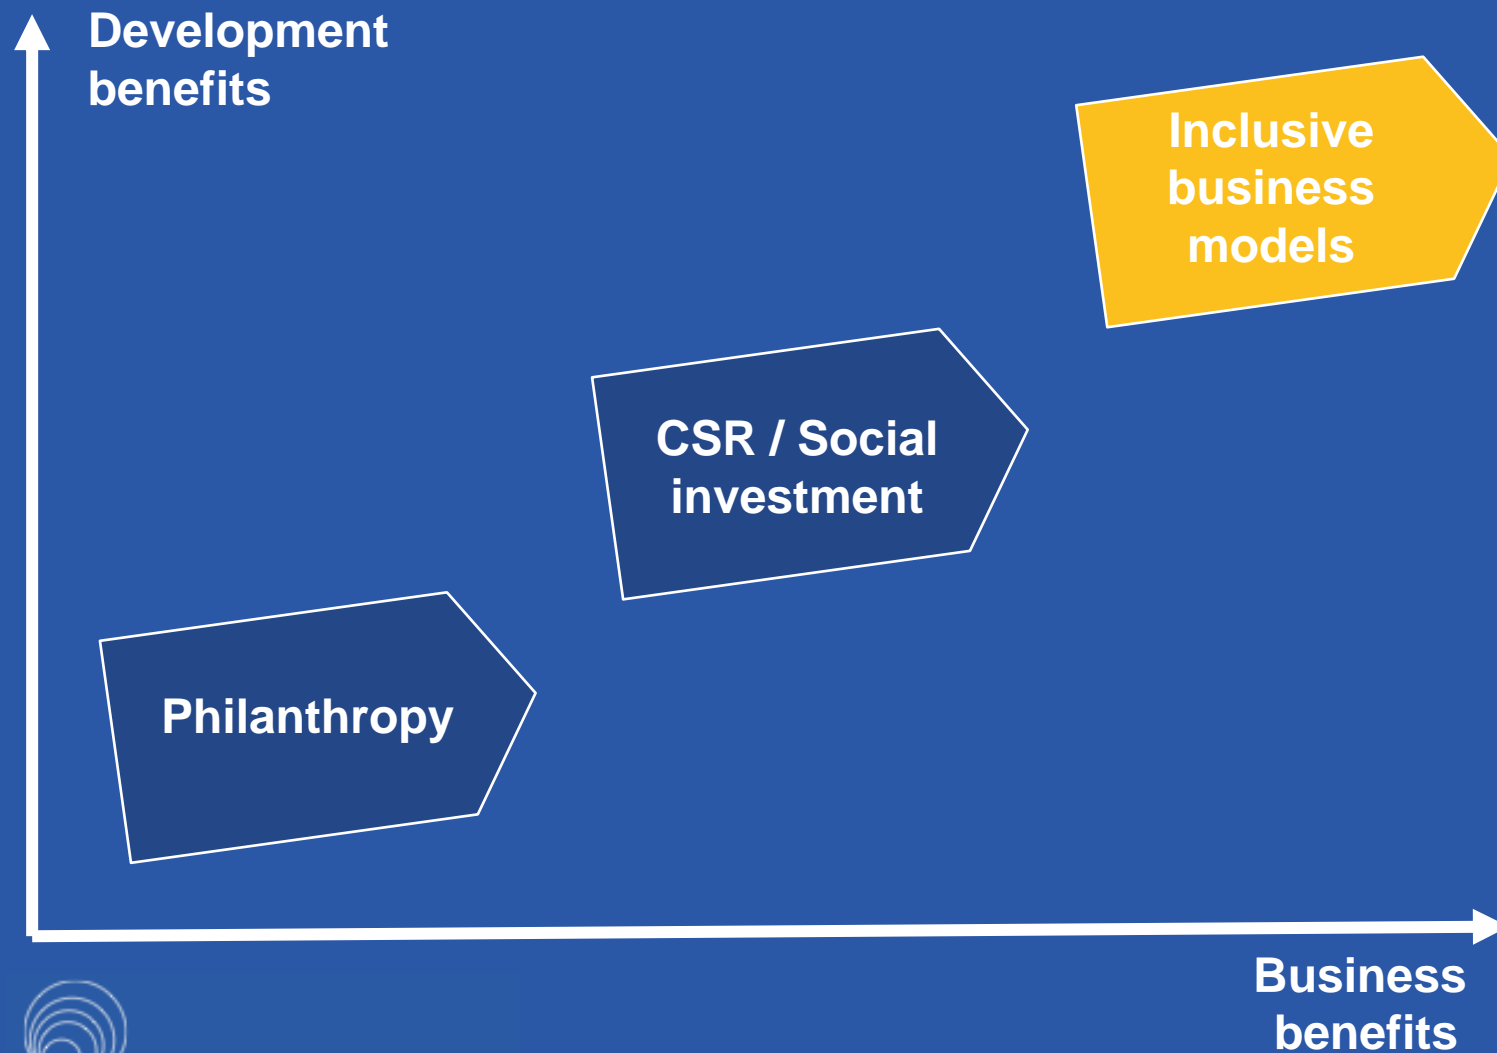 Development
benefits
Inclusive
business
models
CSR / Social
investment
Philanthropy
Business
benefits